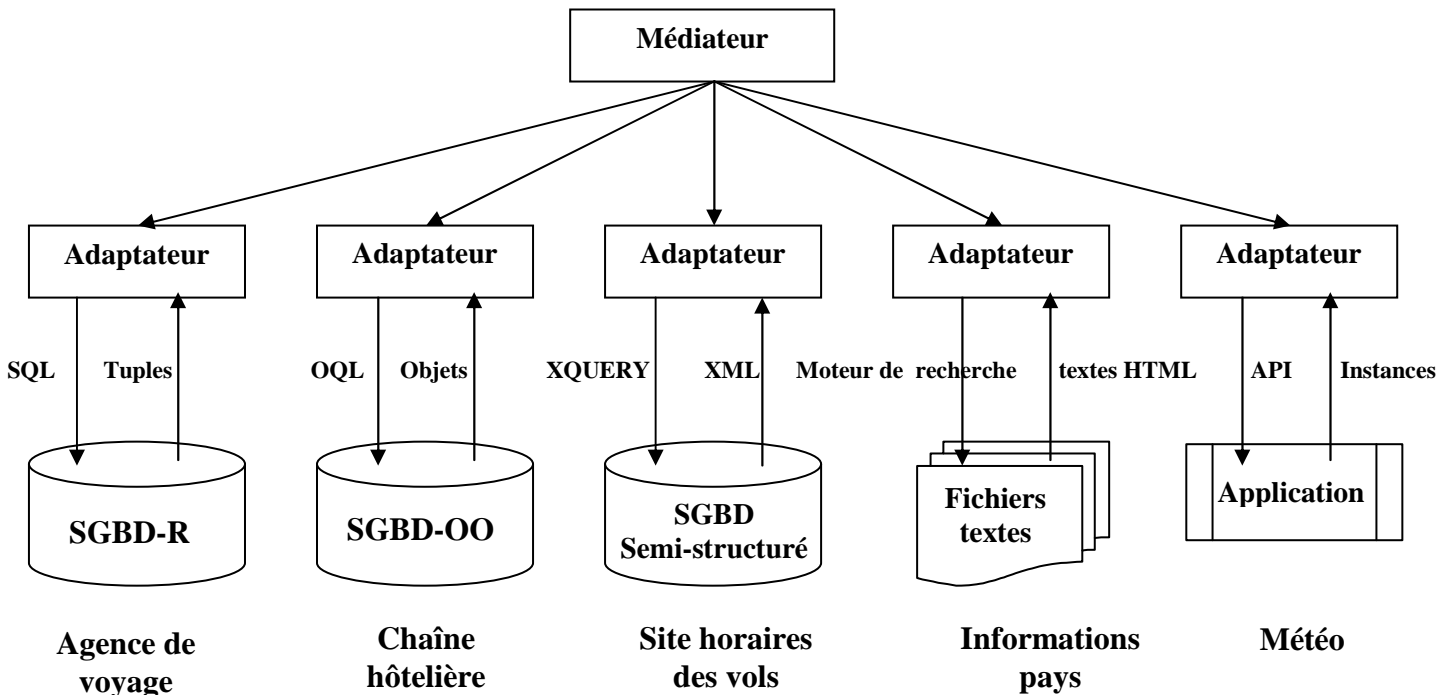 Médiateur
Adaptateur
Adaptateur
Adaptateur
Adaptateur
Adaptateur
SQL
Tuples
OQL
Objets
XQUERY
XML
Moteur de recherche
textes HTML
API
Instances
SGBD-R
SGBD-OO
SGBD
Semi-structuré
Fichiers
textes
Application
Agence de
voyage
Chaîne
hôtelière
Site horaires
des vols
Informations
pays
Météo